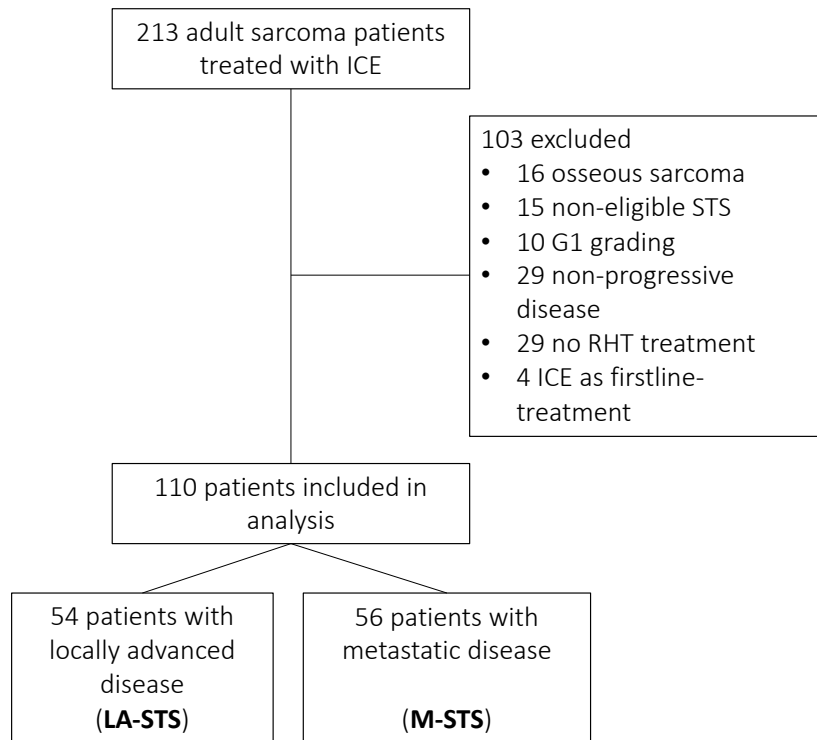 213 adult sarcoma patients
treated with ICE
103 excluded
• 16 osseous sarcoma
• 15 non-eligible STS
• 10 G1 grading
• 29 non-progressive
disease
• 29 no RHT treatment
• 4 ICE as firstline-
treatment
110 patients included in
analysis
54 patients with
locally advanced
disease
(LA-STS)
56 patients with
metastatic disease
(M-STS)